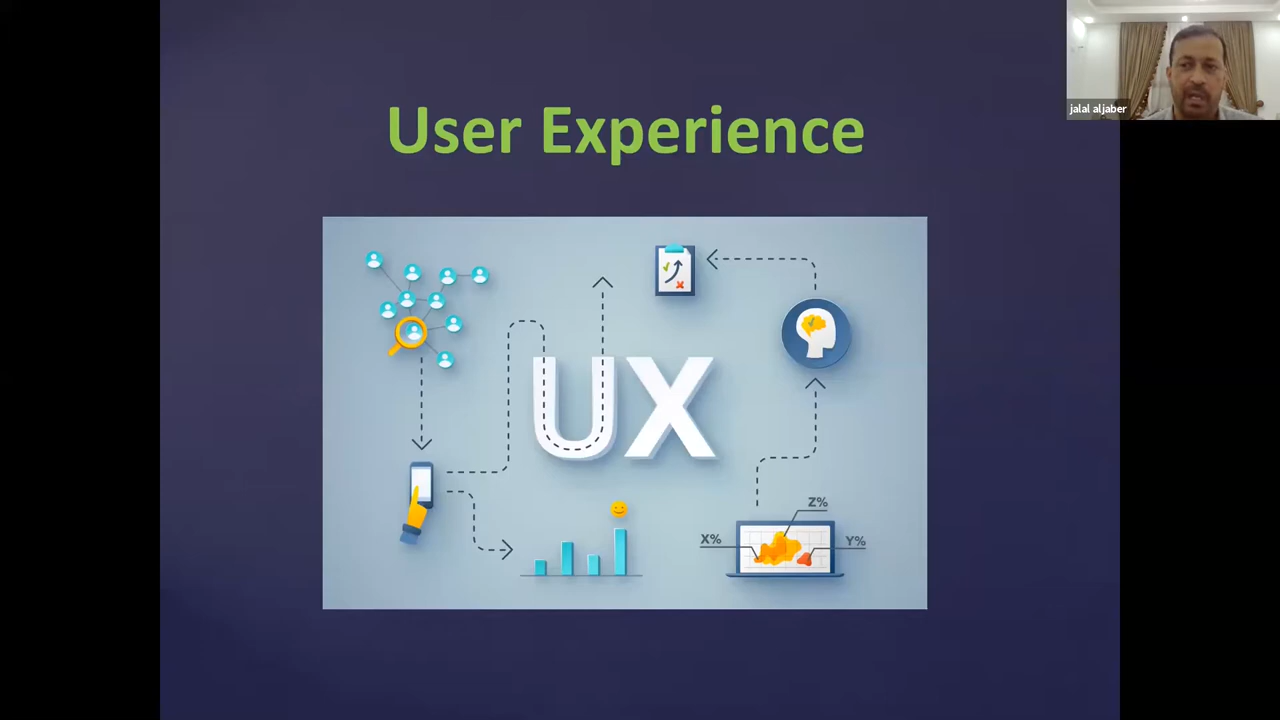 User Experience
jalal aljaber
UX
Z%
X%
Y%